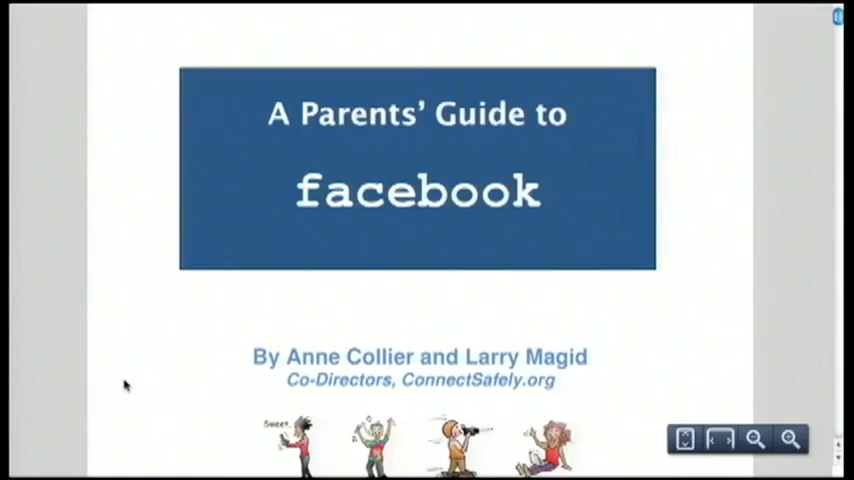 A Parents’ Guide to
facebook
By Anne Collier and Larry Magid
Co-Directors, ConnectSafely.org
Sweet.